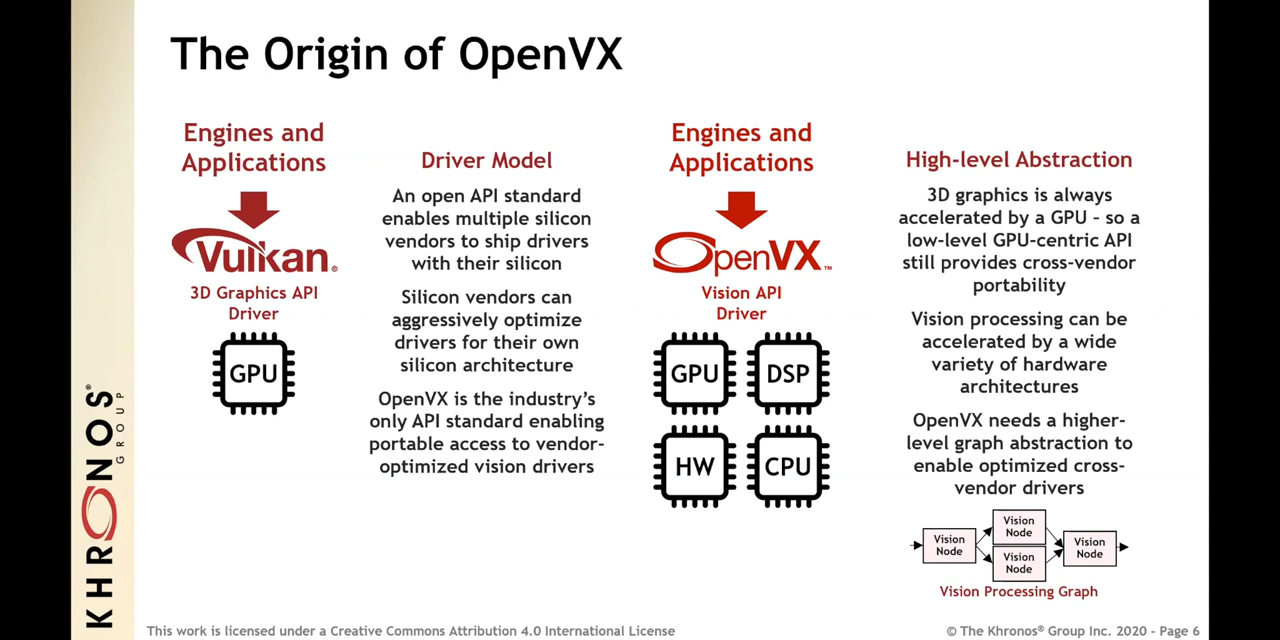 The Origin of OpenVX
Engines and
Applications
Vulkan®
3D Graphics API
Driver
GPU
Driver Model
An open API standard
enables multiple silicon
vendors to ship drivers
with their silicon
Silicon vendors can
aggressively optimize
drivers for their own
silicon architecture
OpenVX is the industry's
only API standard enabling
portable access to vendor-
optimized vision drivers
Engines and
Applications
OpenVX™
Vision API
Driver
GPU
DSP
HW
CPU
High-level Abstraction
3D graphics is always
accelerated by a GPU – so a
low-level GPU-centric API
still provides cross-vendor
portability
Vision processing can be
accelerated by a wide
variety of hardware
architectures
OpenVX needs a higher-
level graph abstraction to
enable optimized cross-
vendor drivers
Vision
Node
Vision
Node
Vision
Node
Vision
Node
Vision Processing Graph
KHRONOS®
GROUP
This work is licensed under a Creative Commons Attribution 4.0 International License
© The Khronos® Group Inc. 2020 - Page 6